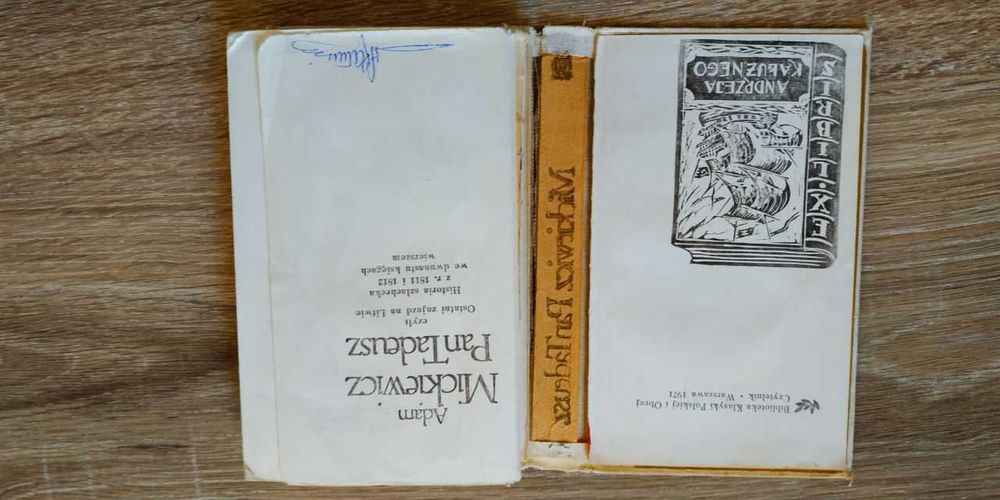 Biblioteka Klasyki Polskiej i Obcej
Czytelnik • Warszawa 1971
EX·LIBRIS
ANDRZEJA
KAŁUŻNEGO
Mickiewicz Pan Tadeusz
Adam
Mickiewicz
Pan Tadeusz
czyli
Ostatni zajazd na Litwie
Historia szlachecka
z r. 1811 i 1812
we dwunastu księgach
wierszem